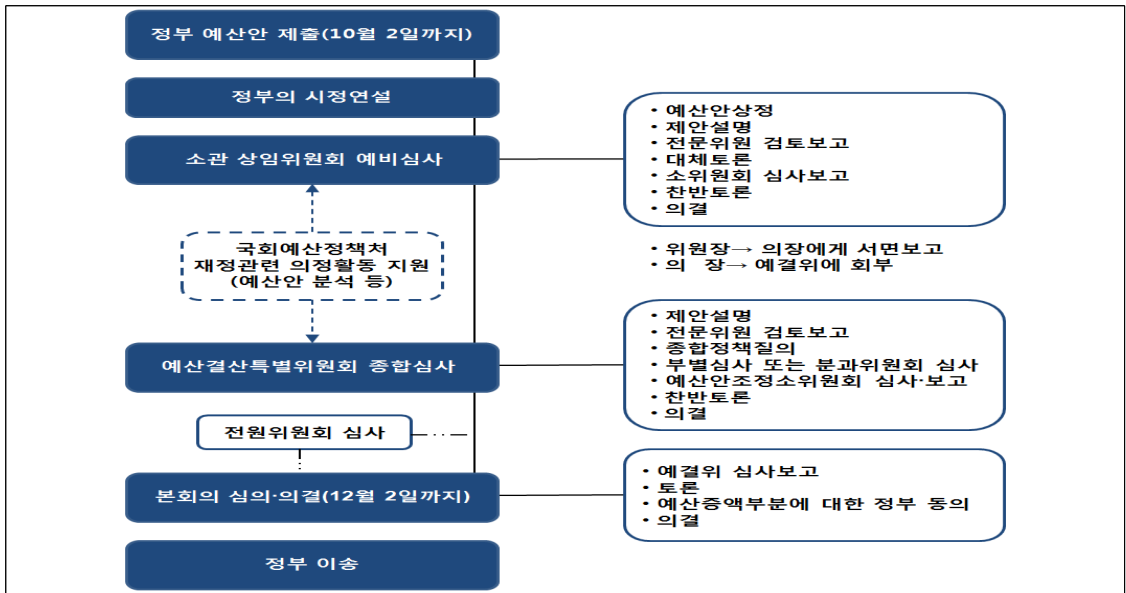 정부 예산안 제출(10월 2일까지)
정부의 시정연설
소관 상임위원회 예비심사
• 예산안상정
• 제안설명
• 전문위원 검토보고
• 대체토론
• 소위원회 심사보고
• 찬반토론
• 의결
• 위원장→ 의장에게 서면보고
• 의 장→ 예결위에 회부
국회예산정책처
재정관련 의정활동 지원
(예산안 분석 등)
예산결산특별위원회 종합심사
• 제안설명
• 전문위원 검토보고
• 종합정책질의
• 부별심사 또는 분과위원회 심사
• 예산안조정소위원회 심사·보고
• 찬반토론
• 의결
전원위원회 심사
본회의 심의·의결(12월 2일까지)
• 예결위 심사보고
• 토론
• 예산증액부분에 대한 정부 동의
• 의결
정부 이송